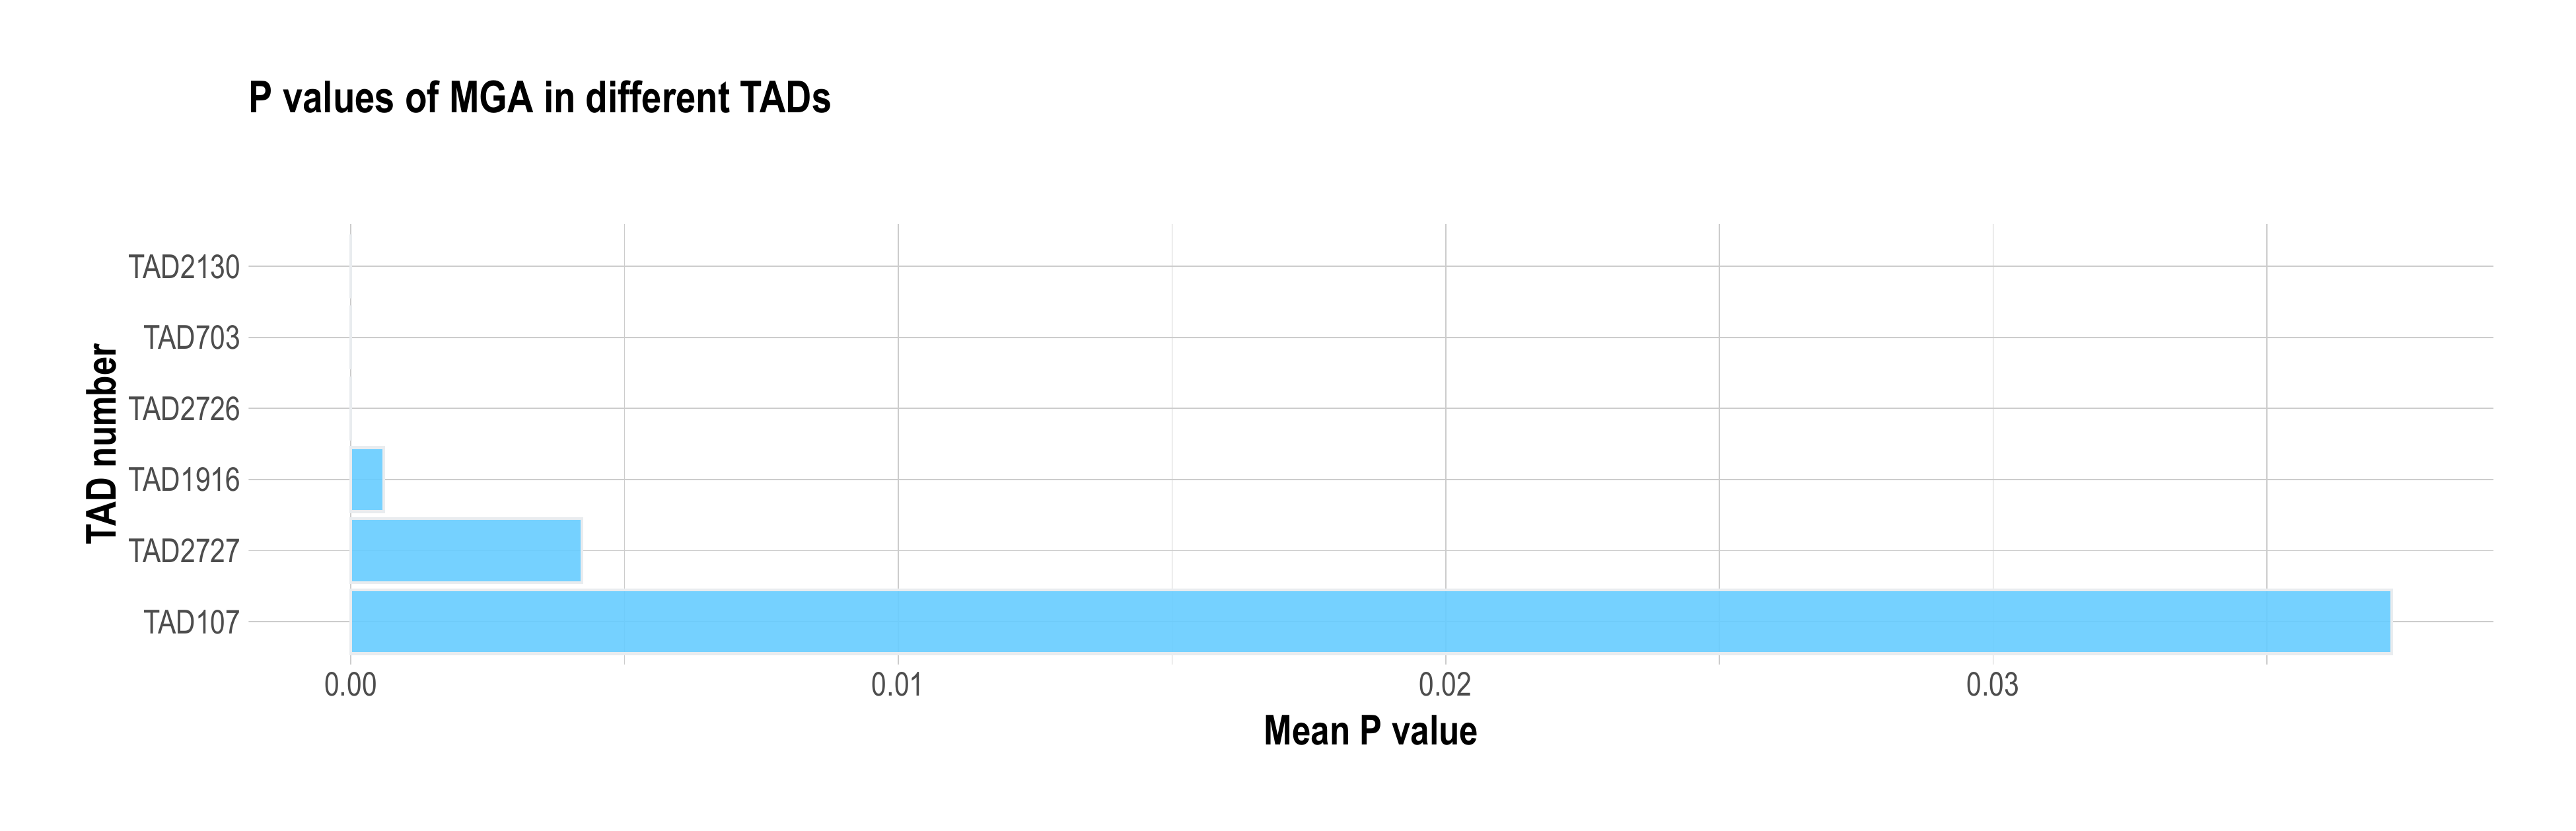 P values of MGA in different TADs
TAD number
TAD2130
TAD703
TAD2726
TAD1916
TAD2727
TAD107
0.00 0.01 0.02 0.03
Mean P value